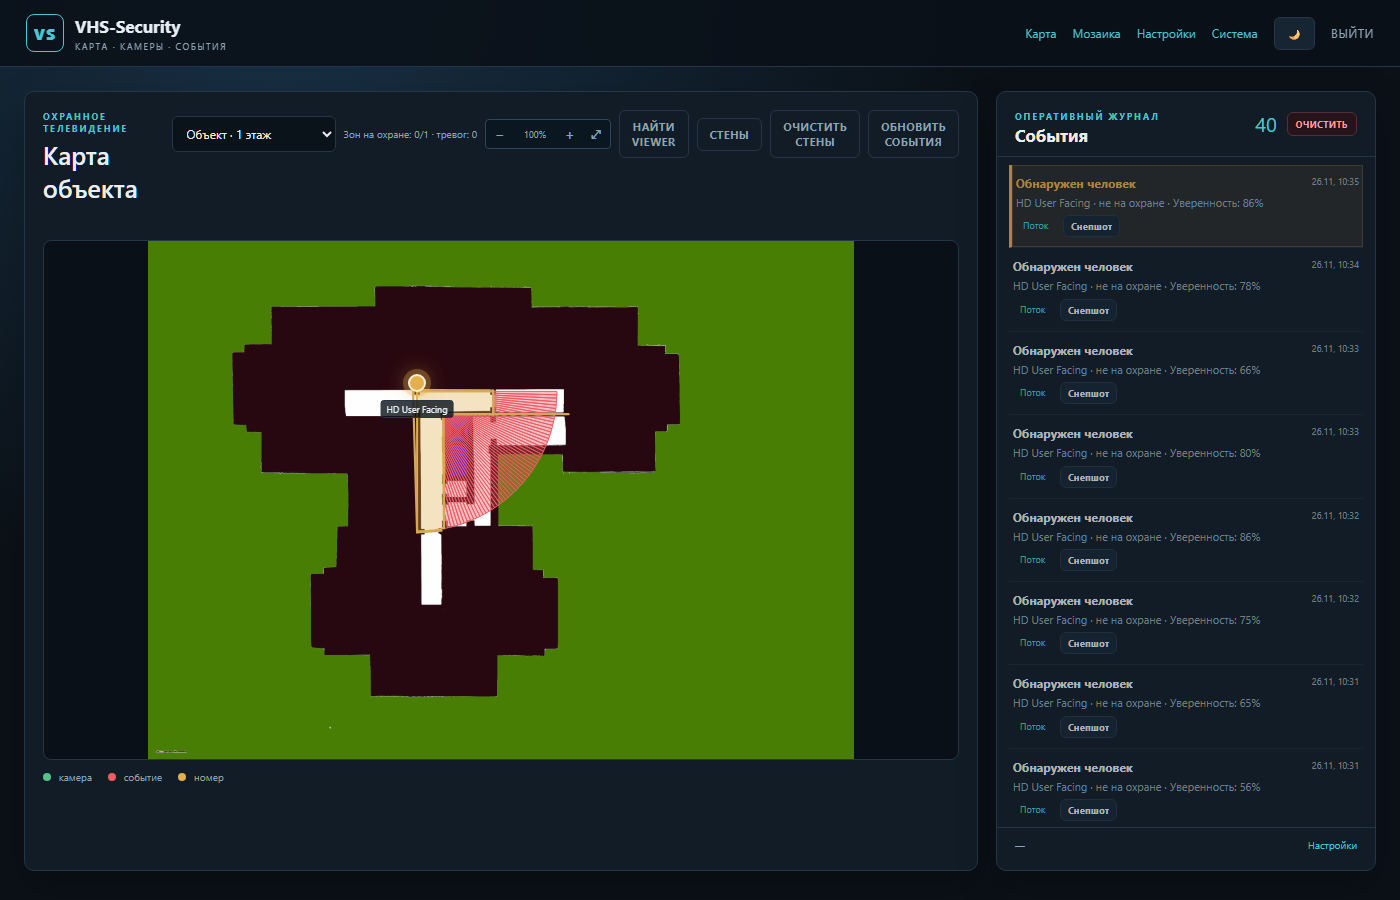 VS
VHS-Security
КАРТА · КАМЕРЫ · СОБЫТИЯ
Карта
Мозаика
Настройки
Система
ВЫЙТИ
ОХРАННОЕ
ТЕЛЕВИДЕНИЕ
Карта
объекта
Объект · 1 этаж
Зон на охране: 0/1 · тревог: 0
− 100% +
НАЙТИ
VIEWER
СТЕНЫ
ОЧИСТИТЬ
СТЕНЫ
ОБНОВИТЬ
СОБЫТИЯ
HD User Facing
камера
событие
номер
ОПЕРАТИВНЫЙ ЖУРНАЛ
События
40
ОЧИСТИТЬ
Обнаружен человек 26.11, 10:35
HD User Facing · не на охране · Уверенность: 86%
Поток Снепшот
Обнаружен человек 26.11, 10:34
HD User Facing · не на охране · Уверенность: 78%
Поток Снепшот
Обнаружен человек 26.11, 10:33
HD User Facing · не на охране · Уверенность: 66%
Поток Снепшот
Обнаружен человек 26.11, 10:33
HD User Facing · не на охране · Уверенность: 80%
Поток Снепшот
Обнаружен человек 26.11, 10:32
HD User Facing · не на охране · Уверенность: 86%
Поток Снепшот
Обнаружен человек 26.11, 10:32
HD User Facing · не на охране · Уверенность: 75%
Поток Снепшот
Обнаружен человек 26.11, 10:31
HD User Facing · не на охране · Уверенность: 65%
Поток Снепшот
Обнаружен человек 26.11, 10:31
HD User Facing · не на охране · Уверенность: 56%
Поток Снепшот
— Настройки